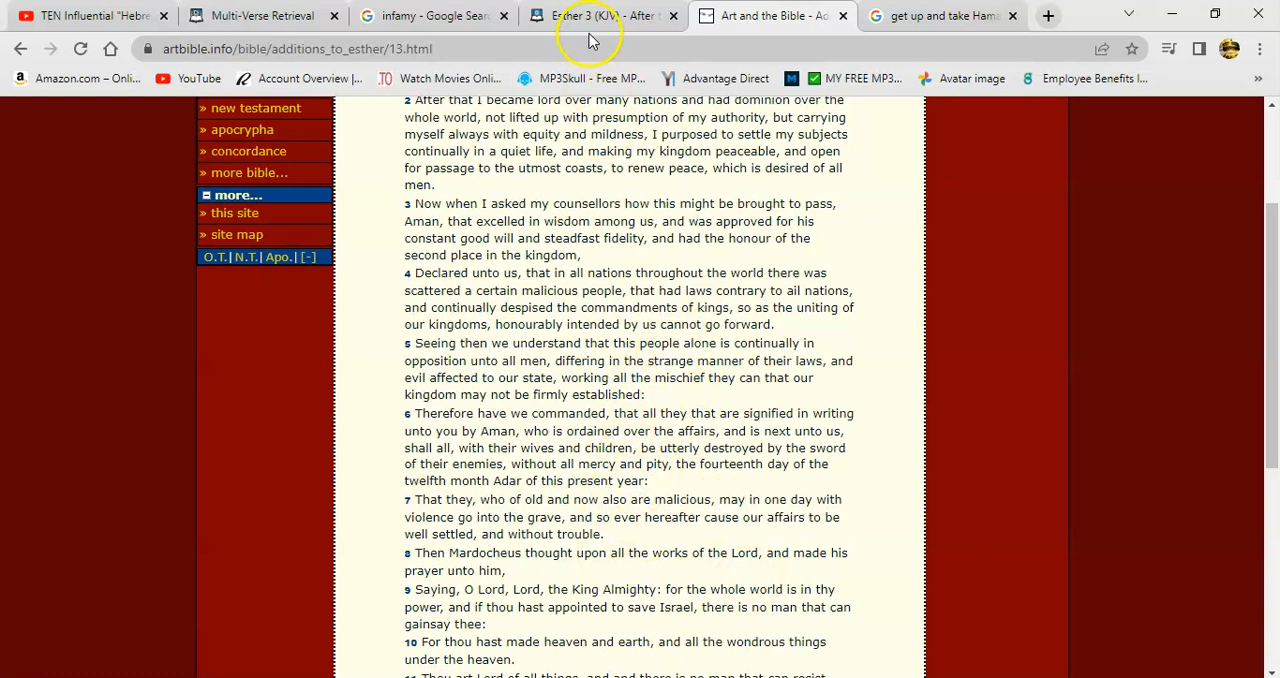 TEN Influential "Hebre
Multi-Verse Retrieval
infamy - Google Sear
Esther 3 (KJV) - After t
Art and the Bible - Ad
get up and take Hama
artbible.info/bible/additions_to_esther/13.html
Amazon.com – Onli...
YouTube
Account Overview |...
TO Watch Movies Onl...
MP3Skull - Free MP...
Advantage Direct
M
MY FREE MP3...
Avatar image
Employee Benefits I...
»
» new testament
» apocrypha
» concordance
» more bible...
more...
» this site
» site map
O.T.| N.T.| Apo.| [-]
2 After that I became lord over many nations and had dominion over the
whole world, not lifted up with presumption of my authority, but carrying
myself always with equity and mildness, I purposed to settle my subjects
continually in a quiet life, and making my kingdom peaceable, and open
for passage to the utmost coasts, to renew peace, which is desired of all
men.
3 Now when I asked my counsellors how this might be brought to pass,
Aman, that excelled in wisdom among us, and was approved for his
constant good will and steadfast fidelity, and had the honour of the
second place in the kingdom,
4 Declared unto us, that in all nations throughout the world there was
scattered a certain malicious people, that had laws contrary to ail nations,
and continually despised the commandments of kings, so as the uniting of
our kingdoms, honourably intended by us cannot go forward.
5 Seeing then we understand that this people alone is continually in
opposition unto all men, differing in the strange manner of their laws, and
evil affected to our state, working all the mischief they can that our
kingdom may not be firmly established:
6 Therefore have we commanded, that all they that are signified in writing
unto you by Aman, who is ordained over the affairs, and is next unto us,
shall all, with their wives and children, be utterly destroyed by the sword
of their enemies, without all mercy and pity, the fourteenth day of the
twelfth month Adar of this present year:
7 That they, who of old and now also are malicious, may in one day with
violence go into the grave, and so ever hereafter cause our affairs to be
well settled, and without trouble.
8 Then Mardocheus thought upon all the works of the Lord, and made his
prayer unto him,
9 Saying, O Lord, Lord, the King Almighty: for the whole world is in thy
power, and if thou hast appointed to save Israel, there is no man that can
gainsay thee:
10 For thou hast made heaven and earth, and all the wondrous things
under the heaven.
11 Thou art Lord of all things, and and there is no man that can resist